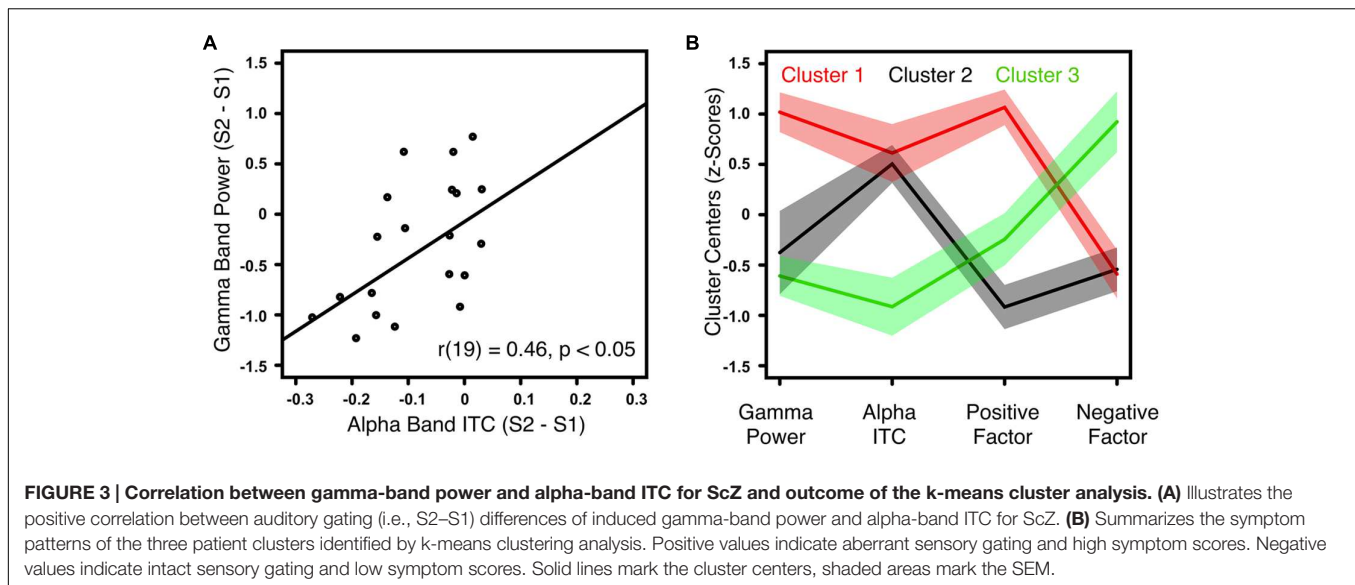 A
1.5
1.0
0.5
0
-0.5
-1.0
-1.5
Gamma Band Power (S2 - S1)
r(19) = 0.46, p < 0.05
-0.3 -0.2 -0.1 0 0.1 0.2 0.3
Alpha Band ITC (S2 - S1)
B
1.5
1.0
0.5
0
-0.5
-1.0
-1.5
Cluster Centers (z-Scores)
Cluster 1 Cluster 2 Cluster 3
Gamma Alpha Positive Negative
Power ITC Factor Factor
FIGURE 3 | Correlation between gamma-band power and alpha-band ITC for ScZ and outcome of the k-means cluster analysis. (A) Illustrates the
positive correlation between auditory gating (i.e., S2–S1) differences of induced gamma-band power and alpha-band ITC for ScZ. (B) Summarizes the symptom
patterns of the three patient clusters identified by k-means clustering analysis. Positive values indicate aberrant sensory gating and high symptom scores. Negative
values indicate intact sensory gating and low symptom scores. Solid lines mark the cluster centers, shaded areas mark the SEM.